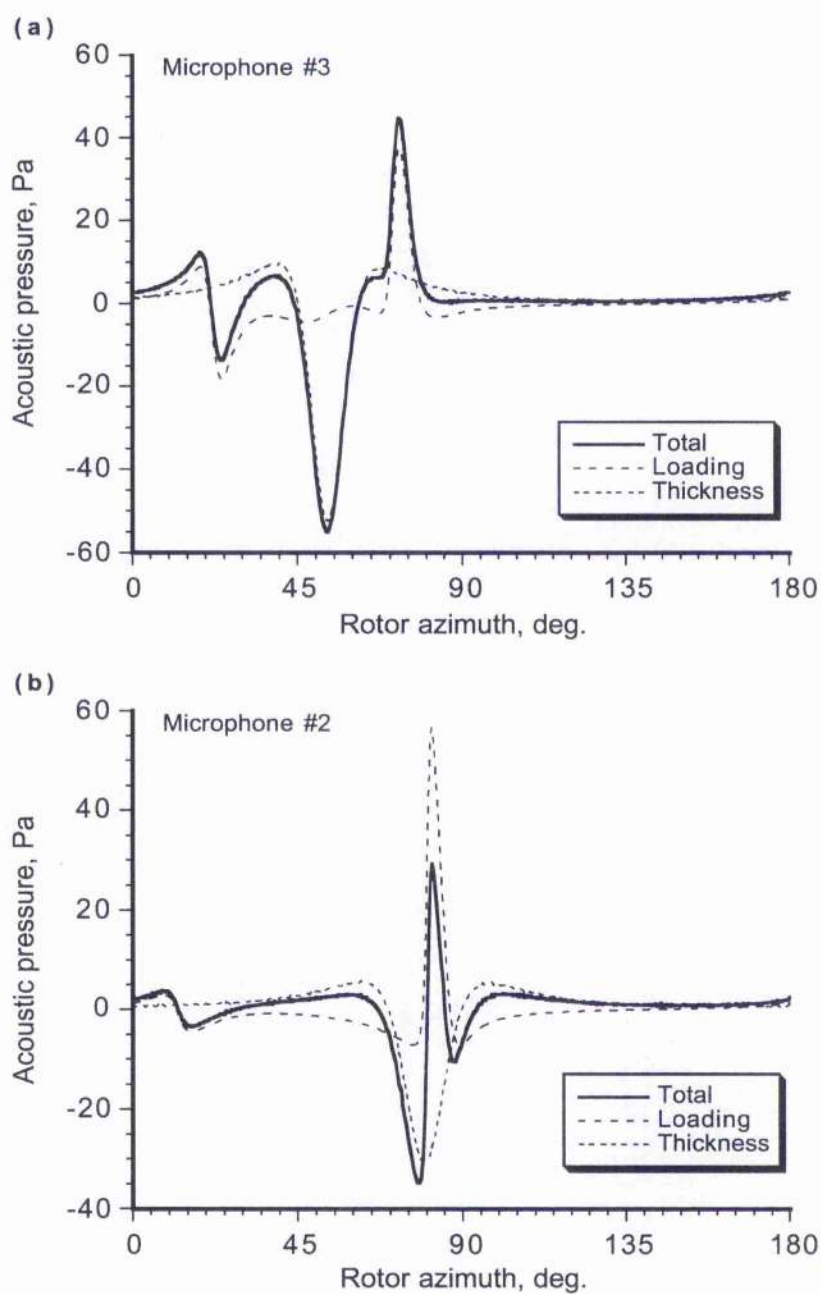 (a)
Microphone #3
Acoustic pressure, Pa
60
40
20
0
-20
-40
-60
Total
Loading
Thickness
0 45 90 135 180
Rotor azimuth, deg.
(b)
Microphone #2
Acoustic pressure, Pa
60
40
20
0
-20
-40
Total
Loading
Thickness
0 45 90 135 180
Rotor azimuth, deg.